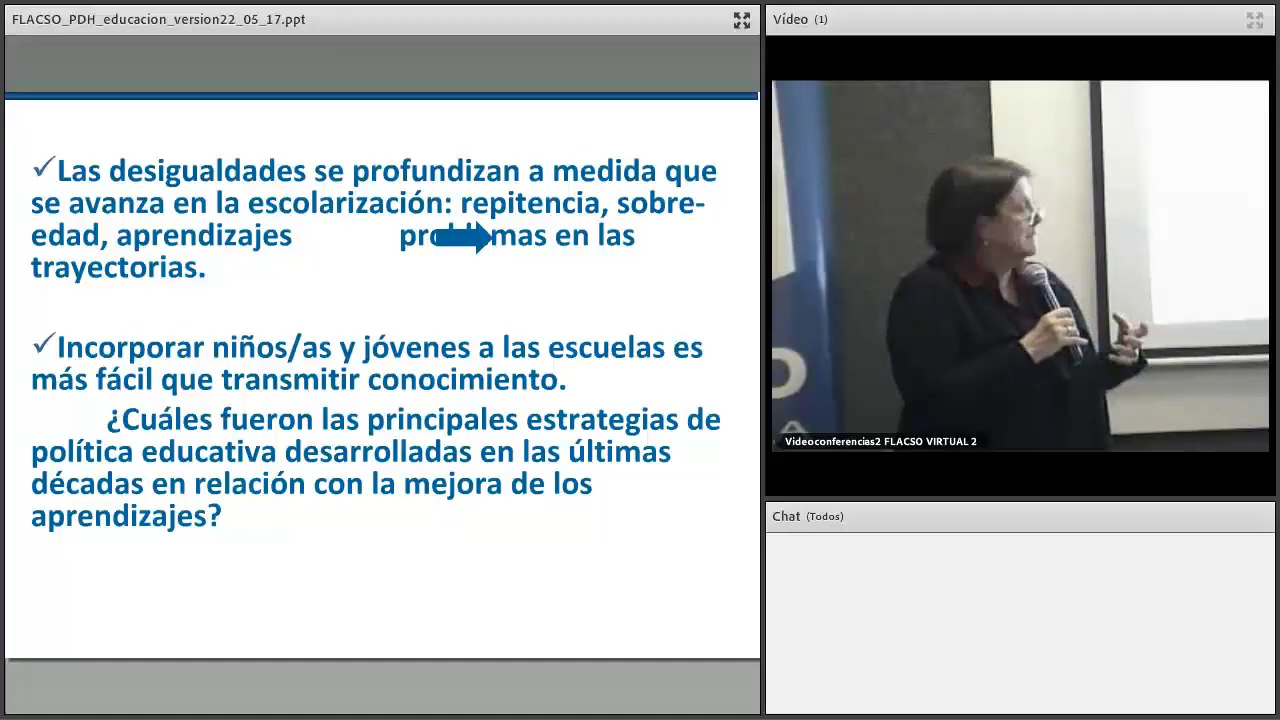 FLACSO_PDH_educacion_version22_05_17.ppt
✓Las desigualdades se profundizan a medida que
se avanza en la escolarización: repitencia, sobre-
edad, aprendizajes mas en las
trayectorias.
✓Incorporar niños/as y jóvenes a las escuelas es
más fácil que transmitir conocimiento.
¿Cuáles fueron las principales estrategias de
política educativa desarrolladas en las últimas
décadas en relación con la mejora de los
aprendizajes?
Vídeo (1)
Videoconferencias2 FLACSO VIRTUAL 2
Chat (Todos)